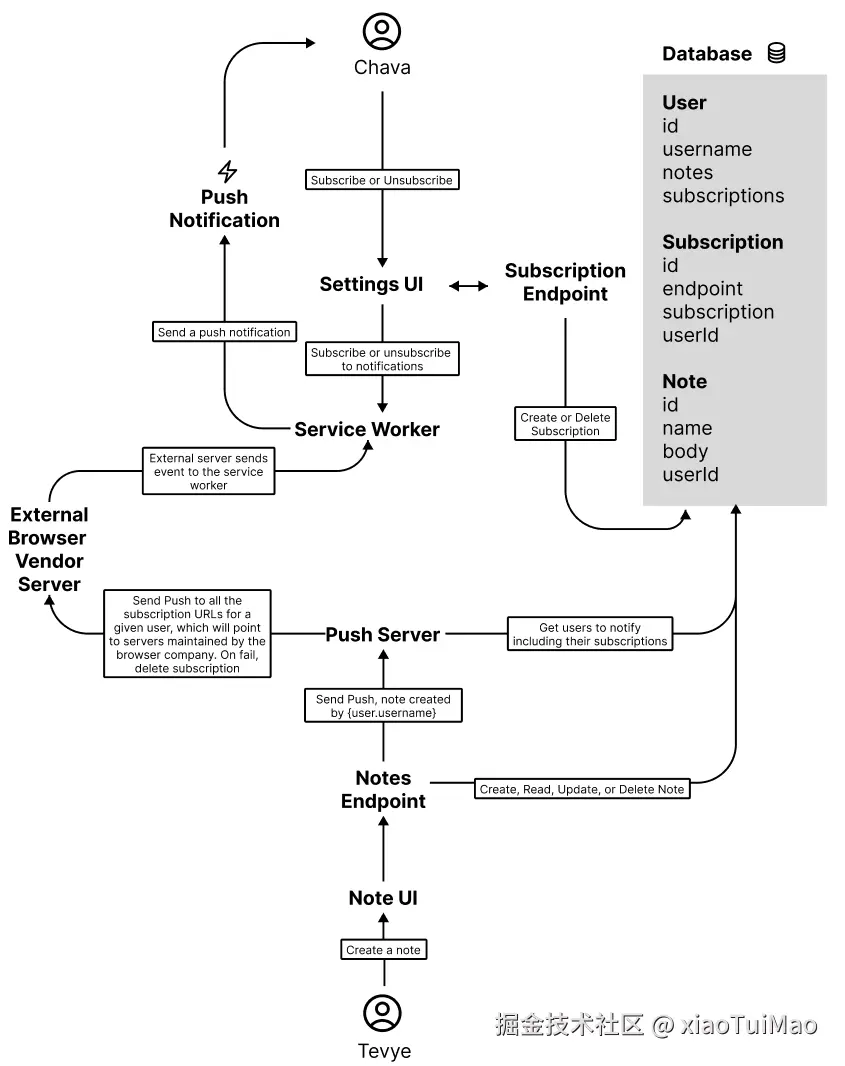 Chava
Database
User
id
username
notes
subscriptions
Subscription
id
endpoint
subscription
userId
Note
id
name
body
userId
Subscribe or Unsubscribe
Push
Notification
Settings UI
Subscription
Endpoint
Send a push notification
Subscribe or unsubscribe
to notifications
Create or Delete
Subscription
Service Worker
External server sends
event to the service
worker
External
Browser
Vendor
Server
Send Push to all the
subscription URLs for a
given user, which will point
to servers maintained by the
browser company. On fail,
delete subscription
Push Server
Get users to notify
including their subscriptions
Send Push, note created
by {user.username}
Notes
Endpoint
Create, Read, Update, or Delete Note
Note UI
Create a note
Tevye
掘金技术社区 @ xiaoTuiMao